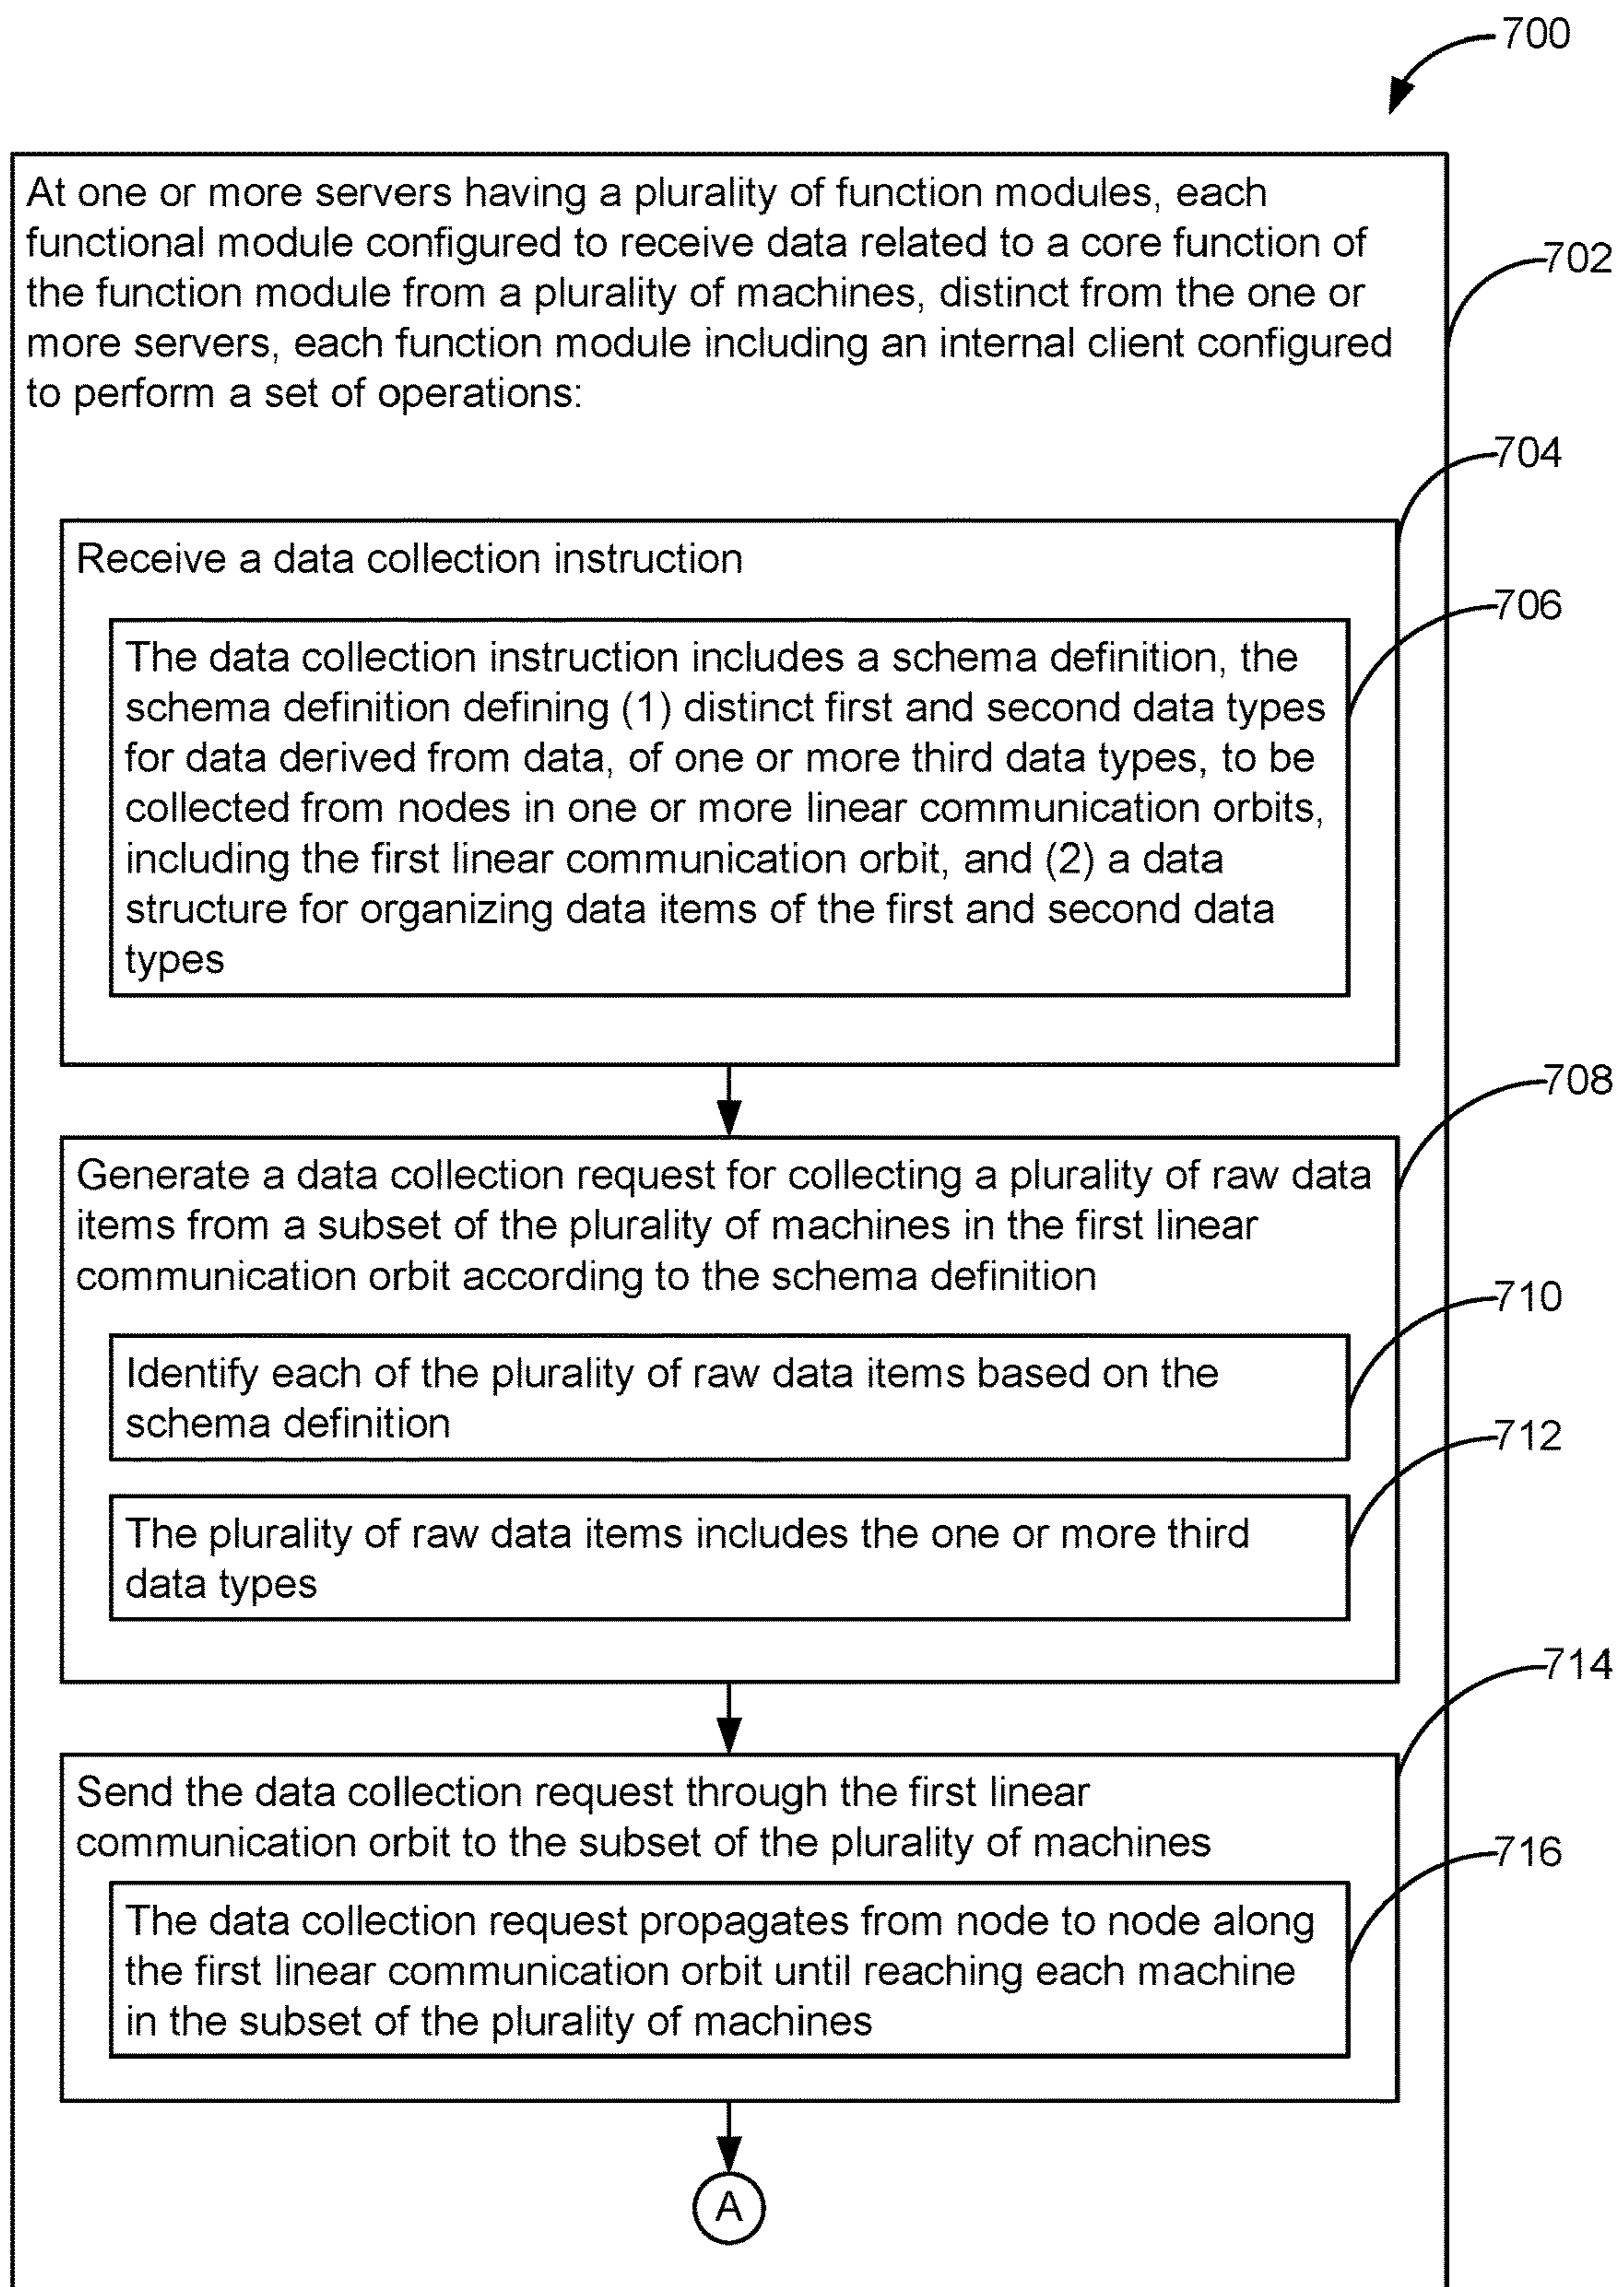 700
At one or more servers having a plurality of function modules, each
functional module configured to receive data related to a core function of
the function module from a plurality of machines, distinct from the one or
more servers, each function module including an internal client configured
to perform a set of operations:
702
704
Receive a data collection instruction
706
The data collection instruction includes a schema definition, the
schema definition defining (1) distinct first and second data types
for data derived from data, of one or more third data types, to be
collected from nodes in one or more linear communication orbits,
including the first linear communication orbit, and (2) a data
structure for organizing data items of the first and second data
types
708
Generate a data collection request for collecting a plurality of raw data
items from a subset of the plurality of machines in the first linear
communication orbit according to the schema definition
710
Identify each of the plurality of raw data items based on the
schema definition
712
The plurality of raw data items includes the one or more third
data types
714
Send the data collection request through the first linear
communication orbit to the subset of the plurality of machines
716
The data collection request propagates from node to node along
the first linear communication orbit until reaching each machine
in the subset of the plurality of machines
A